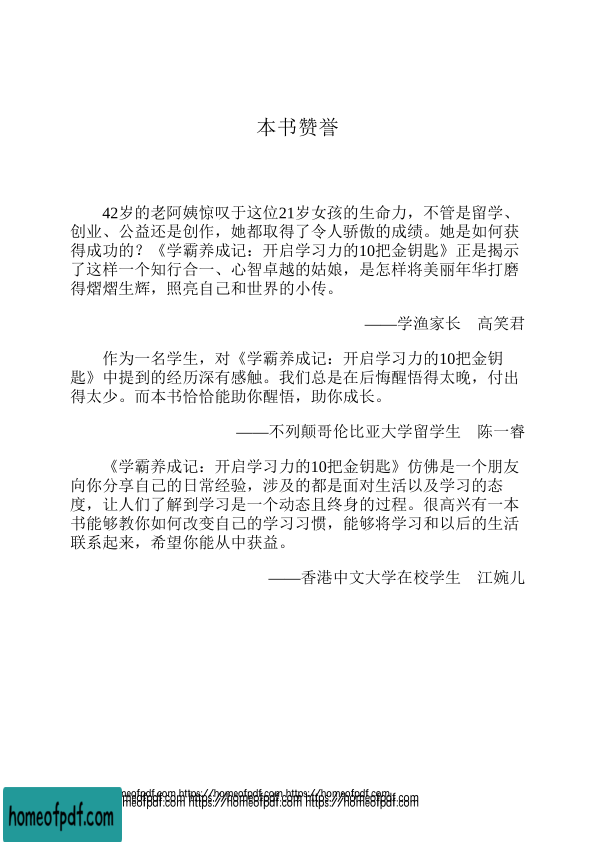 本书赞誉
42岁的老阿姨惊叹于这位21岁女孩的生命力，不管是留学、
创业、公益还是创作，她都取得了令人骄傲的成绩。她是如何获
得成功的？《学霸养成记：开启学习力的10把金钥匙》正是揭示
了这样一个知行合一、心智卓越的姑娘，是怎样将美丽年华打磨
得熠熠生辉，照亮自己和世界的小传。
——学渔家长　高笑君
作为一名学生，对《学霸养成记：开启学习力的10把金钥
匙》中提到的经历深有感触。我们总是在后悔醒悟得太晚，付出
得太少。而本书恰恰能助你醒悟，助你成长。
——不列颠哥伦比亚大学留学生　陈一睿
《学霸养成记：开启学习力的10把金钥匙》仿佛是一个朋友
向你分享自己的日常经验，涉及的都是面对生活以及学习的态
度，让人们了解到学习是一个动态且终身的过程。很高兴有一本
书能够教你如何改变自己的学习习惯，能够将学习和以后的生活
联系起来，希望你能从中获益。
——香港中文大学在校学生　江婉儿
homeofpdf.com https://homeofpdf.com https://homeofpdf.com
homeofpdf.com https://homeofpdf.com https://homeofpdf.com
homeofpdf.com